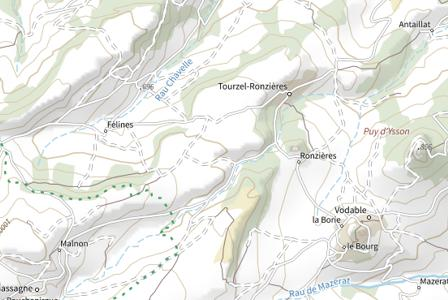 Antaillat
Rau Chavelle
896
Tourzel-Ronzières
Félines
Puy d'Ysson
Ronzières
Vodable
la Borie
le Bourg
Malnon
Mazerat
Rau de Mazerat